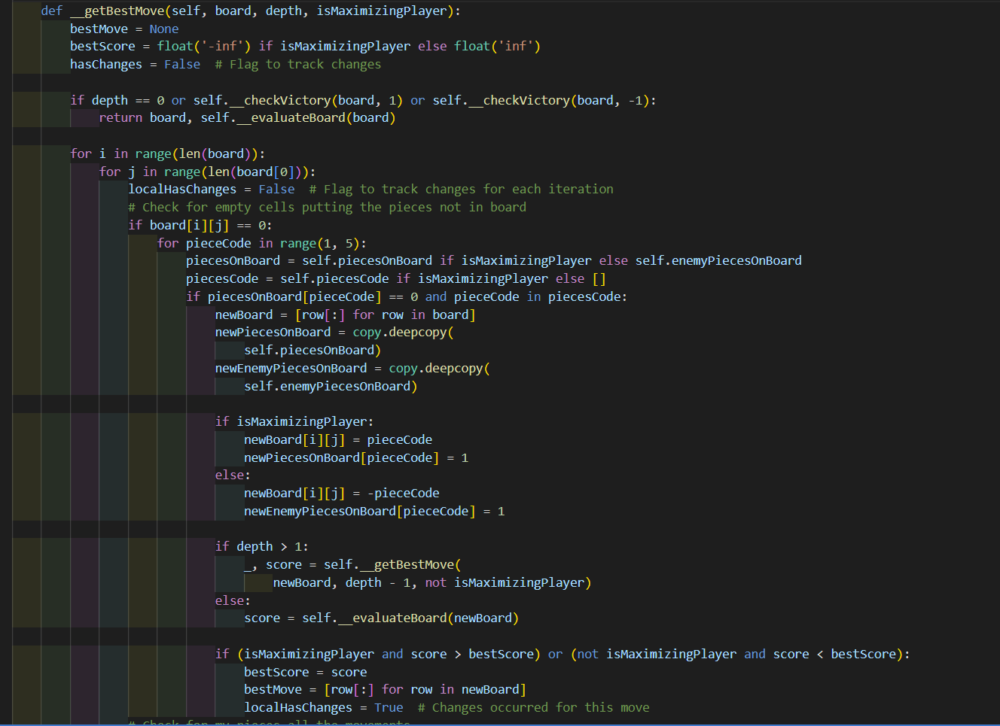 def __getBestMove(self, board, depth, isMaximizingPlayer):
bestMove = None
bestScore = float('-inf') if isMaximizingPlayer else float('inf')
hasChanges = False  # Flag to track changes
if depth == 0 or self.__checkVictory(board, 1) or self.__checkVictory(board, -1):
return board, self.__evaluateBoard(board)
for i in range(len(board)):
for j in range(len(board[0])):
localHasChanges = False  # Flag to track changes for each iteration
# Check for empty cells putting the pieces not in board
if board[i][j] == 0:
for pieceCode in range(1, 5):
piecesOnBoard = self.piecesOnBoard if isMaximizingPlayer else self.enemyPiecesOnBoard
piecesCode = self.piecesCode if isMaximizingPlayer else []
if piecesOnBoard[pieceCode] == 0 and pieceCode in piecesCode:
newBoard = [row[:] for row in board]
newPiecesOnBoard = copy.deepcopy(
self.piecesOnBoard)
newEnemyPiecesOnBoard = copy.deepcopy(
self.enemyPiecesOnBoard)
if isMaximizingPlayer:
newBoard[i][j] = pieceCode
newPiecesOnBoard[pieceCode] = 1
else:
newBoard[i][j] = -pieceCode
newEnemyPiecesOnBoard[pieceCode] = 1
if depth > 1:
_, score = self.__getBestMove(
newBoard, depth - 1, not isMaximizingPlayer)
else:
score = self.__evaluateBoard(newBoard)
if (isMaximizingPlayer and score > bestScore) or (not isMaximizingPlayer and score < bestScore):
bestScore = score
bestMove = [row[:] for row in newBoard]
localHasChanges = True  # Changes occurred for this move
# Check for my pieces all the movements